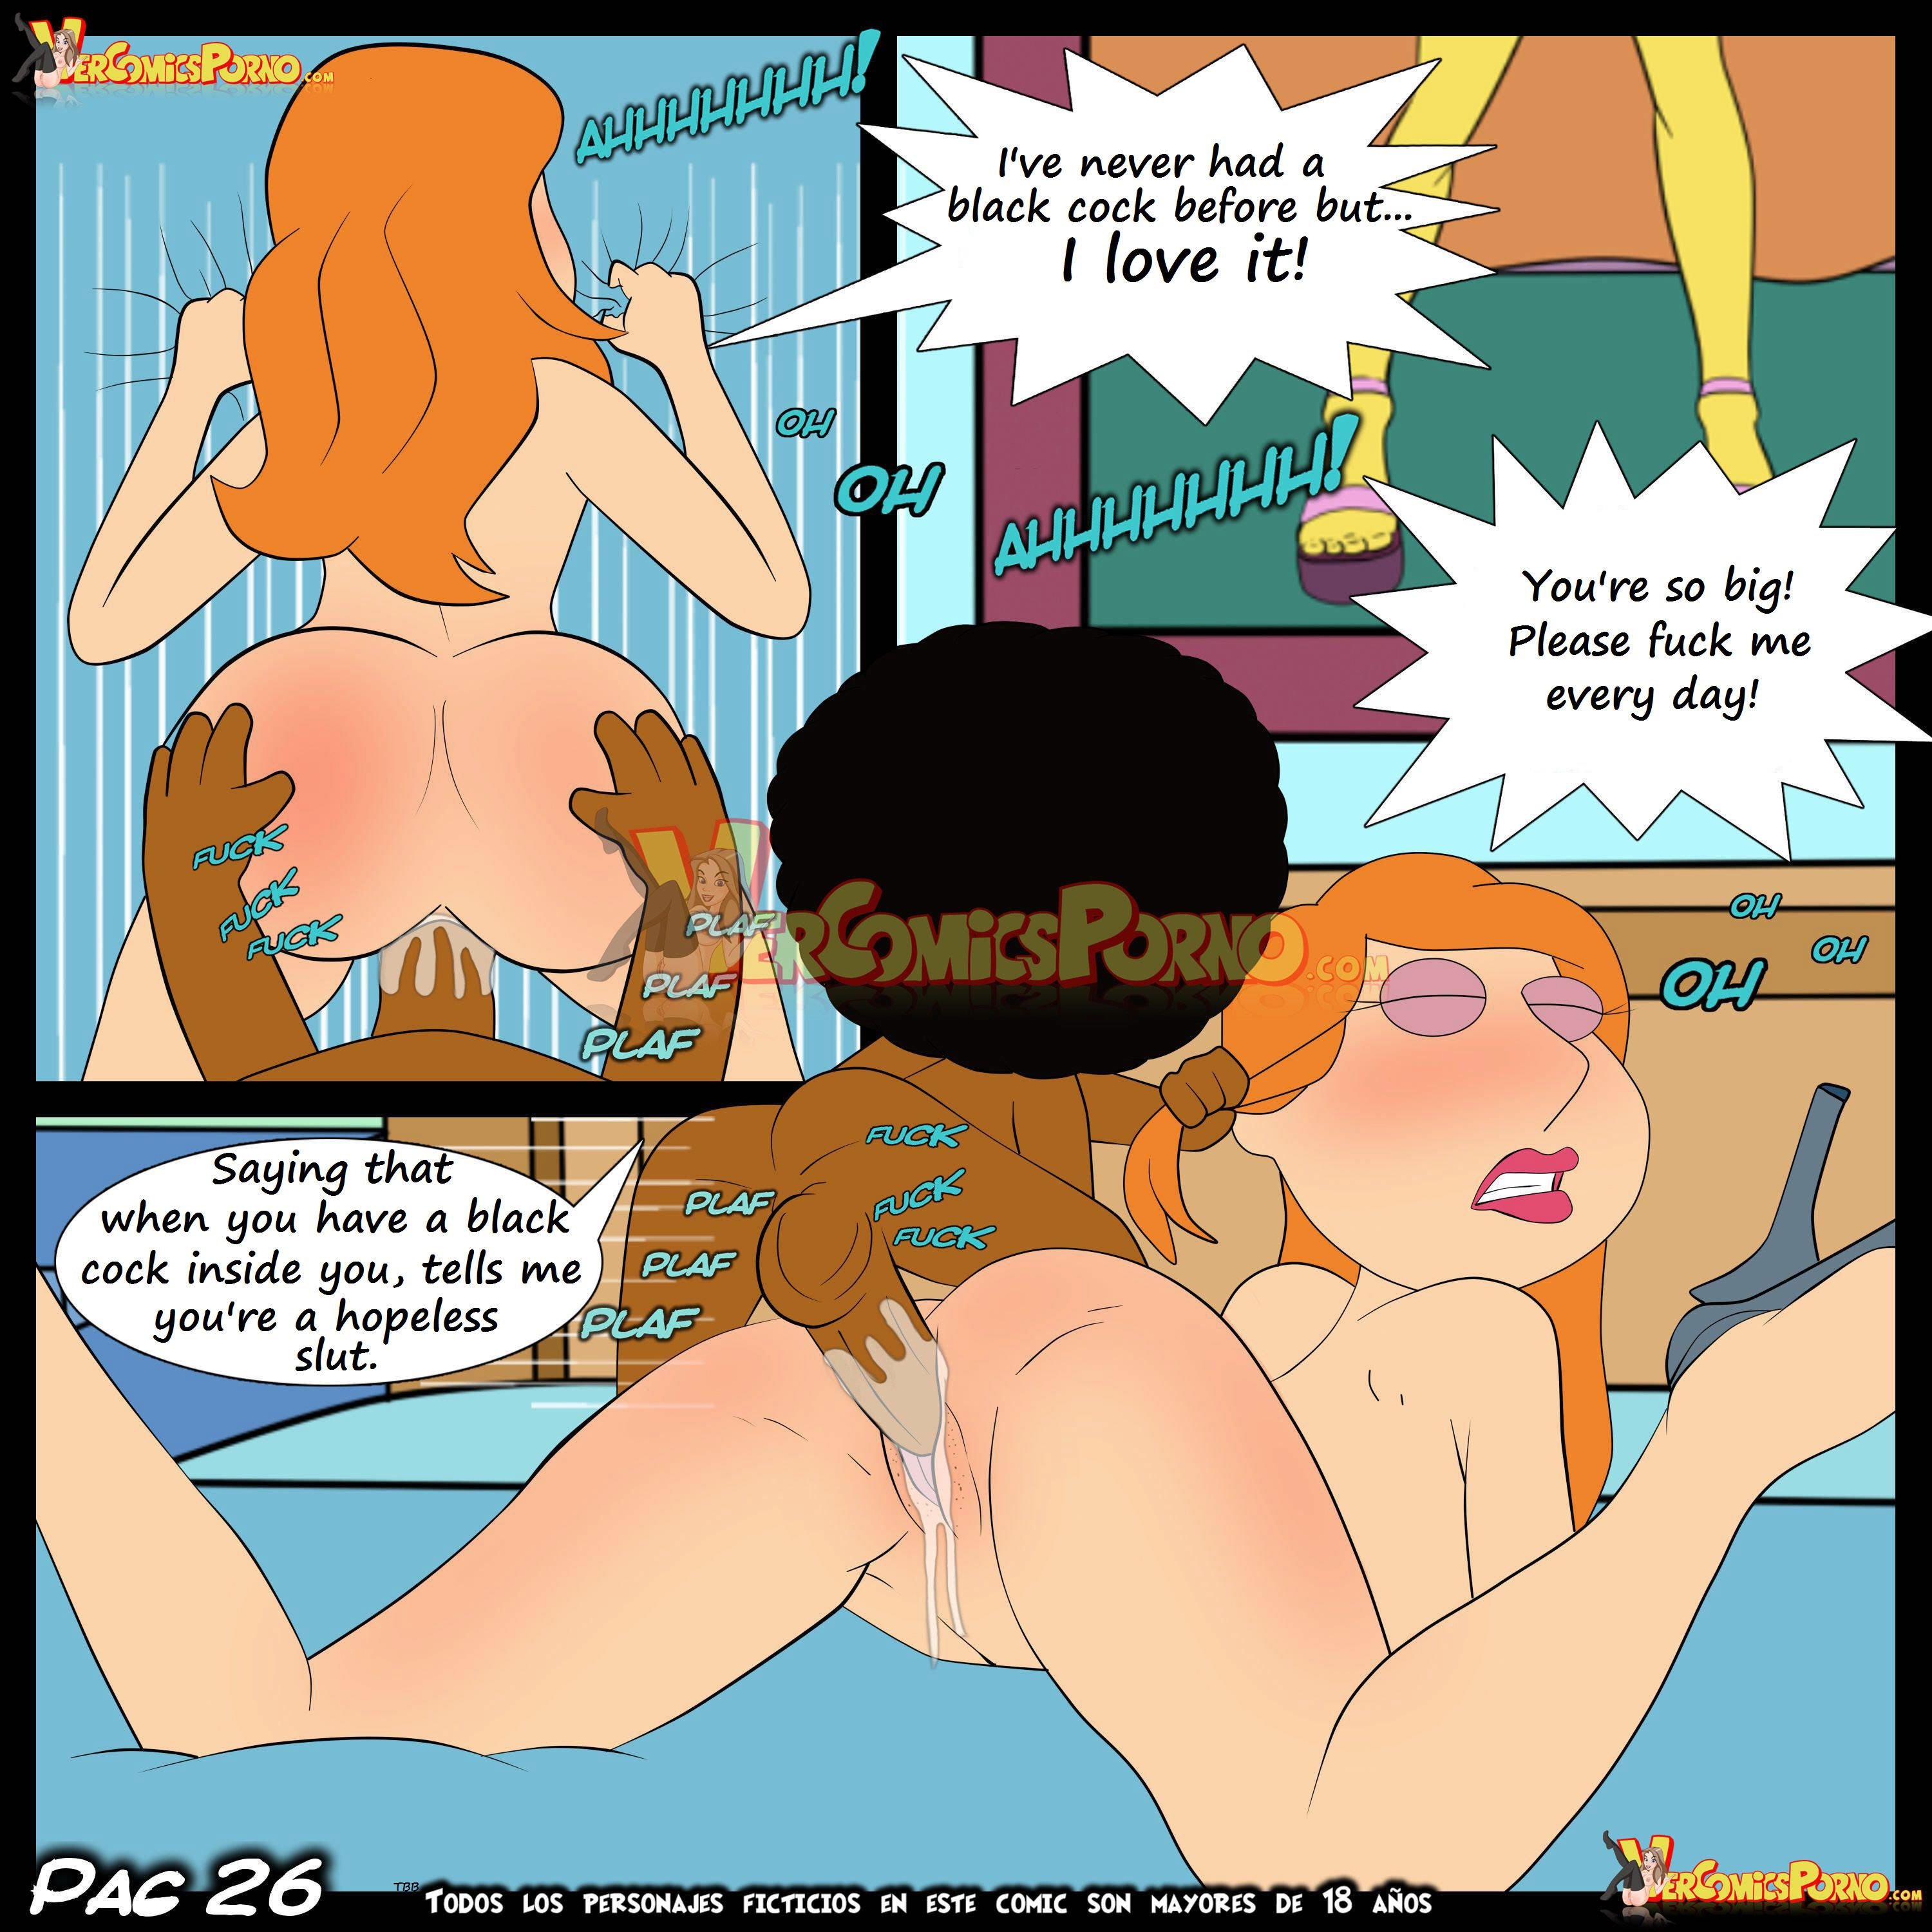 VERCOMICSPORNO.COM
AHHHHHHH!
I've never had a
black cock before but...
I love it!
OH
OH
AHHHHHHH!
You're so big!
Please fuck me
every day!
FUCK
FUCK
FUCK
PLAF
PLAF
PLAF
VERCOMICSPORNO.COM
OH
OH
OH
Saying that
when you have a black
cock inside you, tells me
you're a hopeless
slut.
PLAF
PLAF
PLAF
FUCK
FUCK
FUCK
PAG 26
TBB
TODOS LOS PERSONAJES FICTICIOS EN ESTE COMIC SON MAYORES DE 18 AÑOS
VERCOMICSPORNO.COM